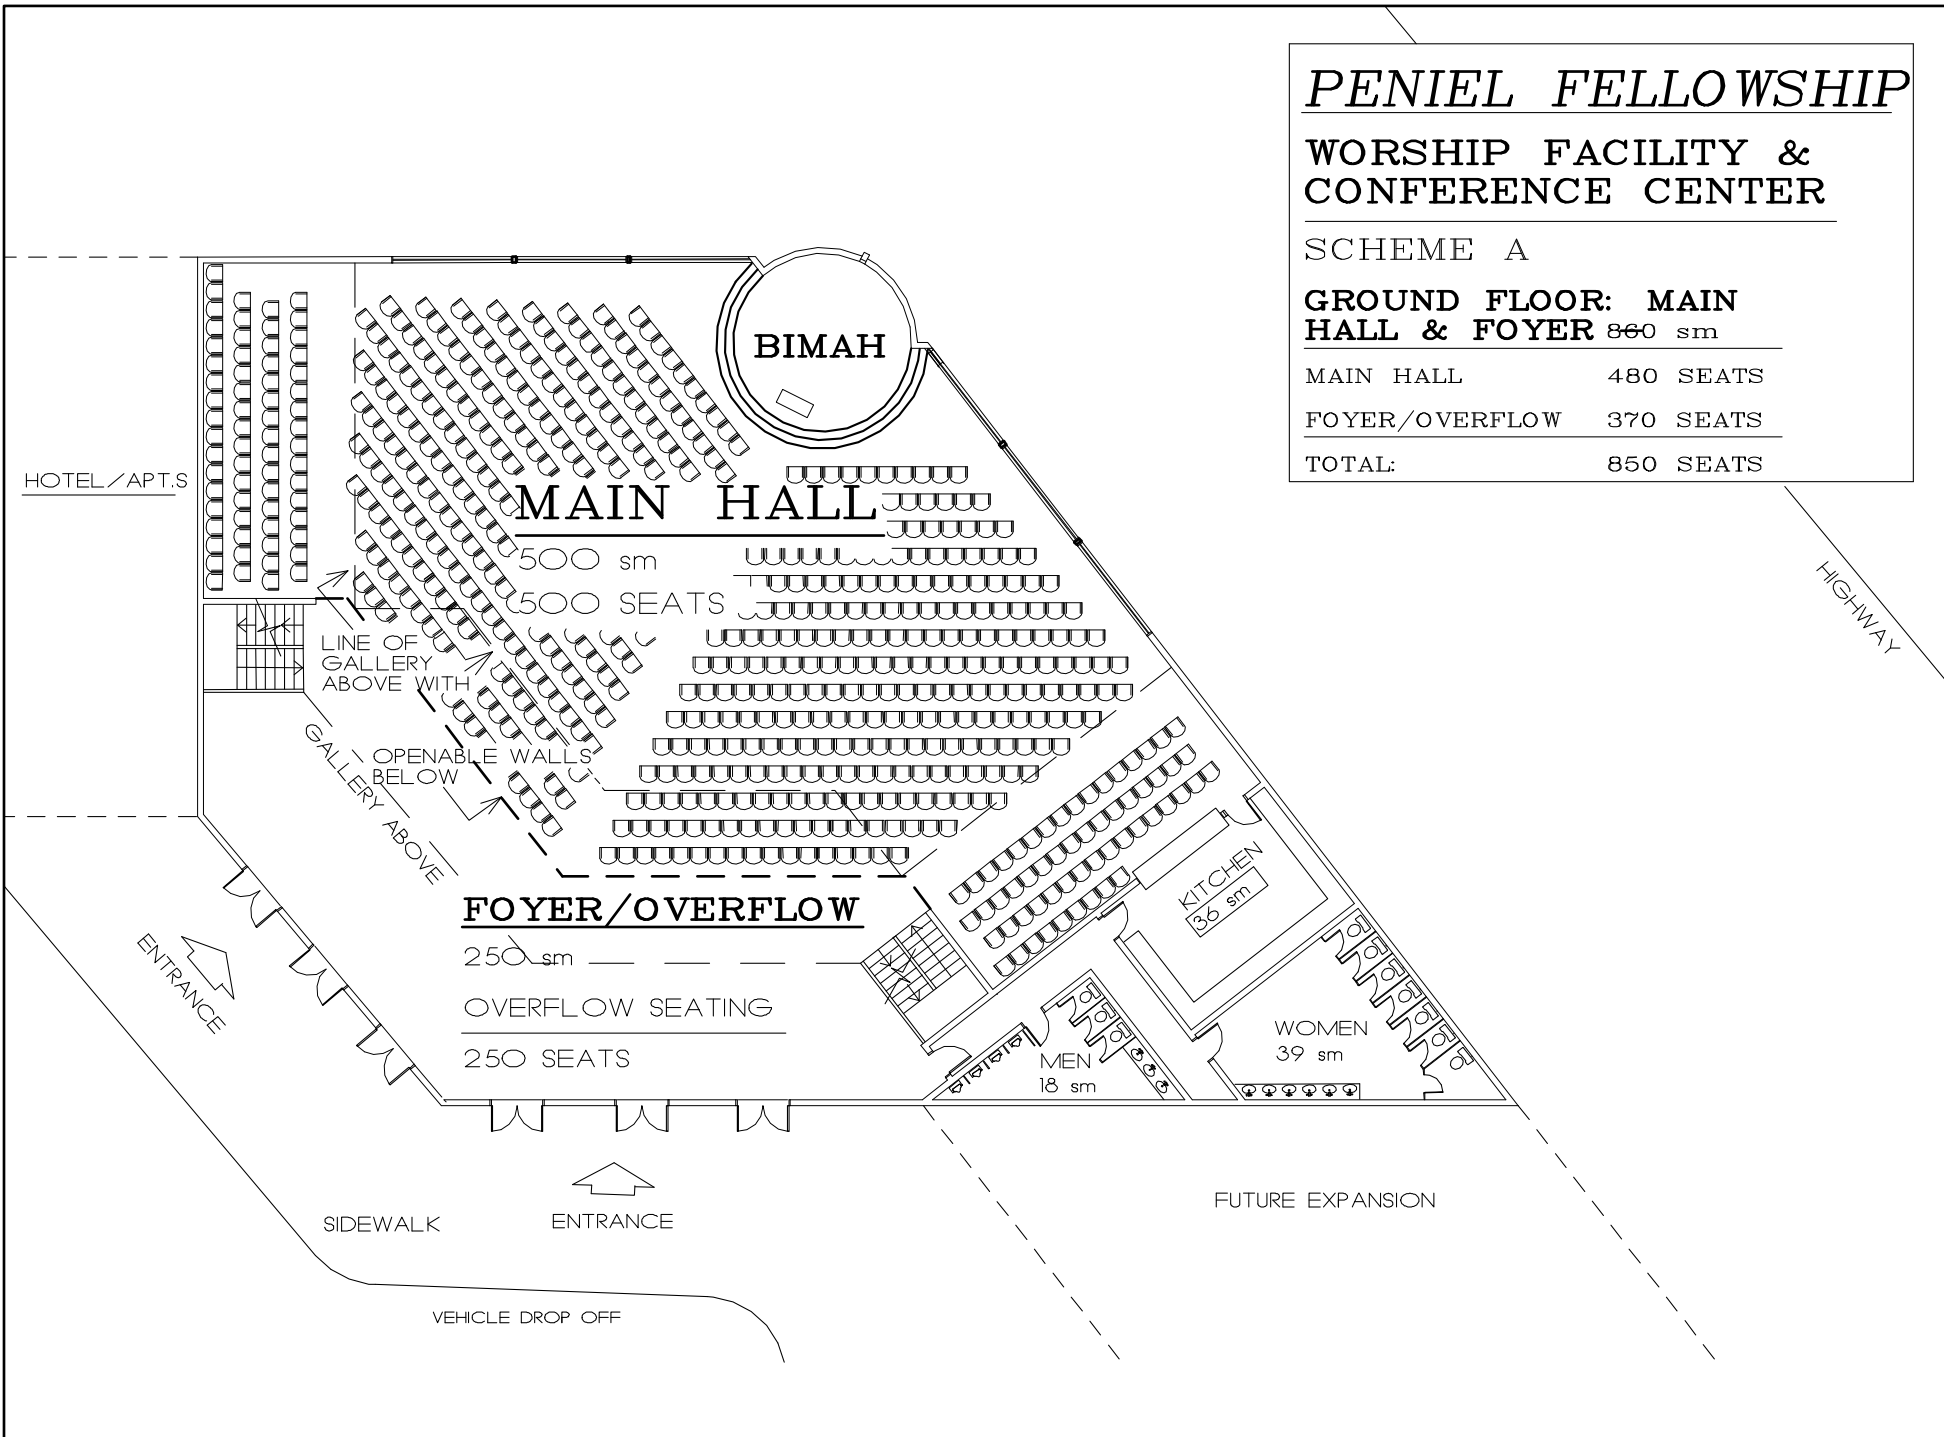 PENIEL FELLOWSHIP
WORSHIP FACILITY &
CONFERENCE CENTER
SCHEME A
GROUND FLOOR: MAIN
HALL & FOYER 860 sm
MAIN HALL 480 SEATS
FOYER/OVERFLOW 370 SEATS
TOTAL: 850 SEATS
BIMAH
HOTEL/APT.S
MAIN HALL
500 sm
500 SEATS
HIGHWAY
LINE OF
GALLERY
ABOVE WITH
OPENABLE WALLS
BELOW
GALLERY ABOVE
KITCHEN
36 sm
FOYER/OVERFLOW
250 sm
OVERFLOW SEATING
250 SEATS
ENTRANCE
WOMEN
39 sm
MEN
18 sm
SIDEWALK
ENTRANCE
FUTURE EXPANSION
VEHICLE DROP OFF